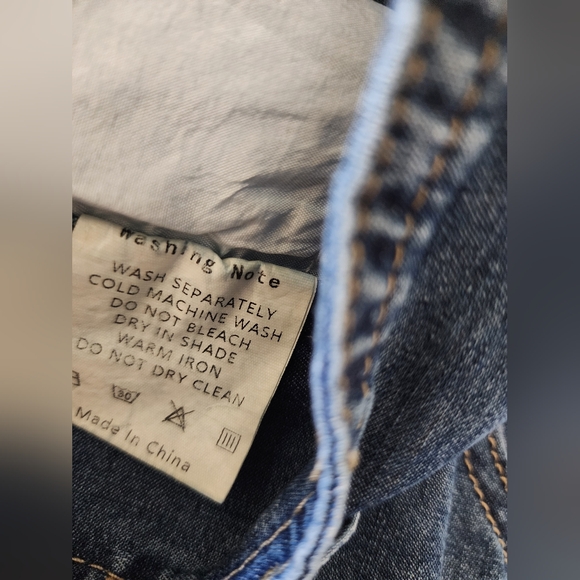 Washing Note
WASH SEPARATELY
COLD MACHINE WASH
DO NOT BLEACH
DRY IN SHADE
WARM IRON
DO NOT DRY CLEAN
30
Made In China